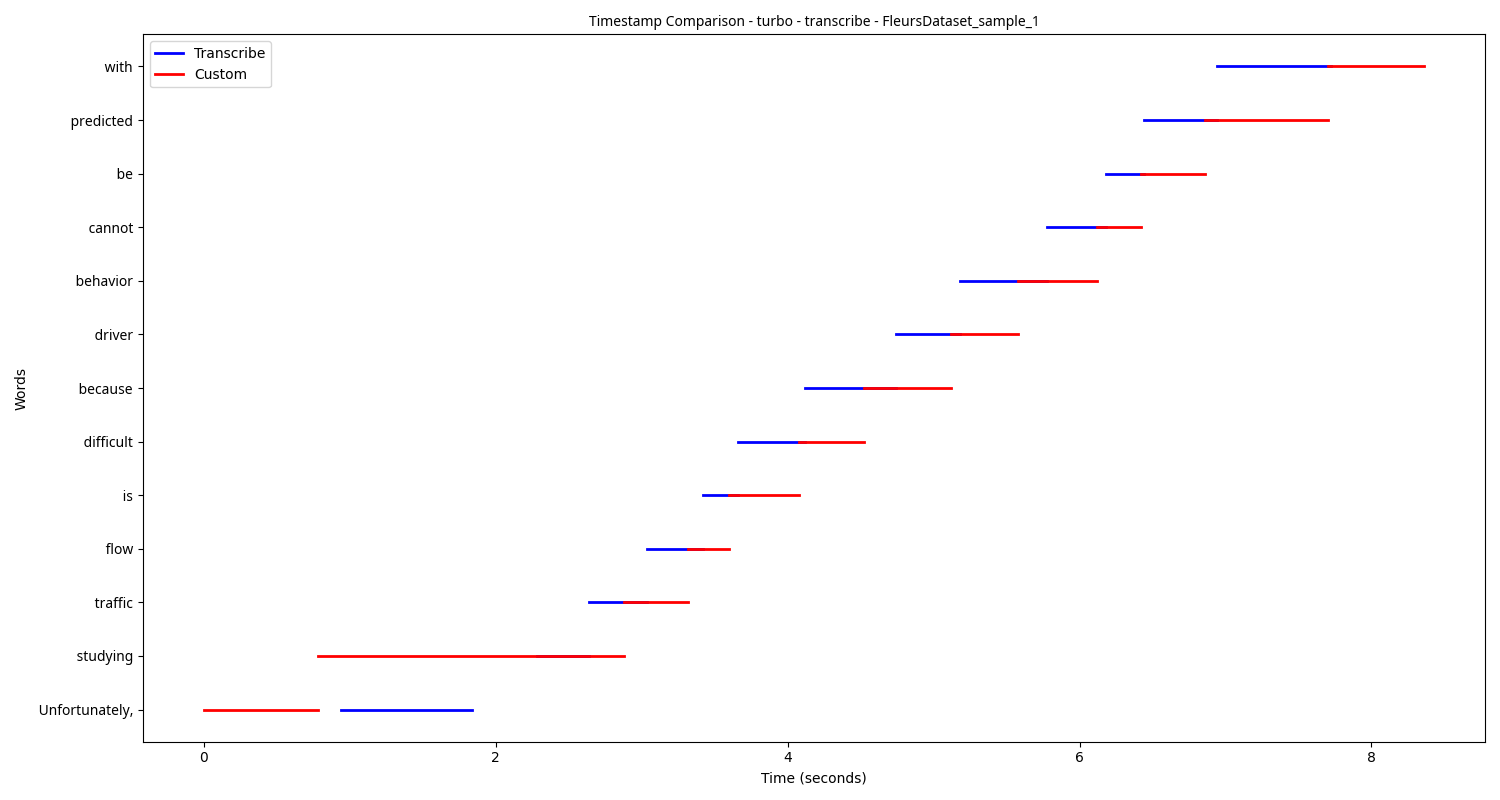 Timestamp Comparison - turbo - transcribe - FleursDataset_sample_1
Transcribe
Custom
with
predicted
be
cannot
behavior
driver
because
difficult
is
flow
traffic
studying
Unfortunately,
Words
0 2 4 6 8
Time (seconds)